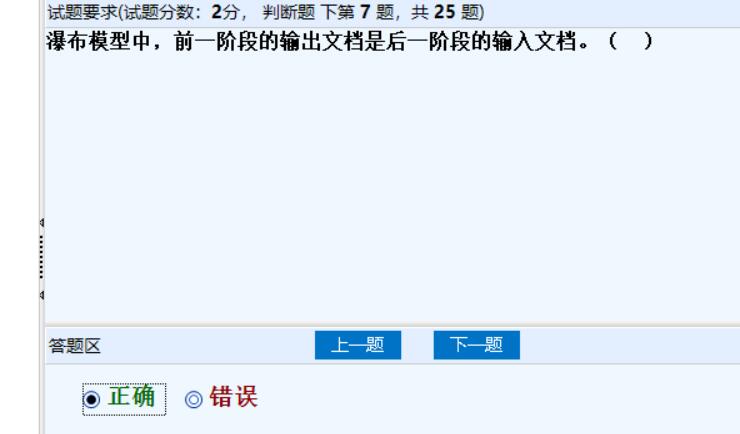 试题要求(试题分数：2分， 判断题 下第 7 题，共 25 题)
瀑布模型中，前一阶段的输出文档是后一阶段的输入文档。（ ）
答题区 上一题 下一题
正确 错误